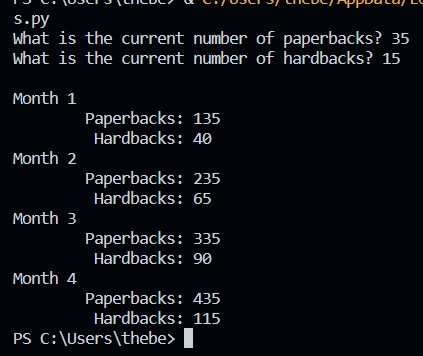 PS C:\Users\thebe> & C:/Users/thebe/AppData/Lo
s.py
What is the current number of paperbacks? 35
What is the current number of hardbacks? 15
Month 1
Paperbacks: 135
Hardbacks: 40
Month 2
Paperbacks: 235
Hardbacks: 65
Month 3
Paperbacks: 335
Hardbacks: 90
Month 4
Paperbacks: 435
Hardbacks: 115
PS C:\Users\thebe>